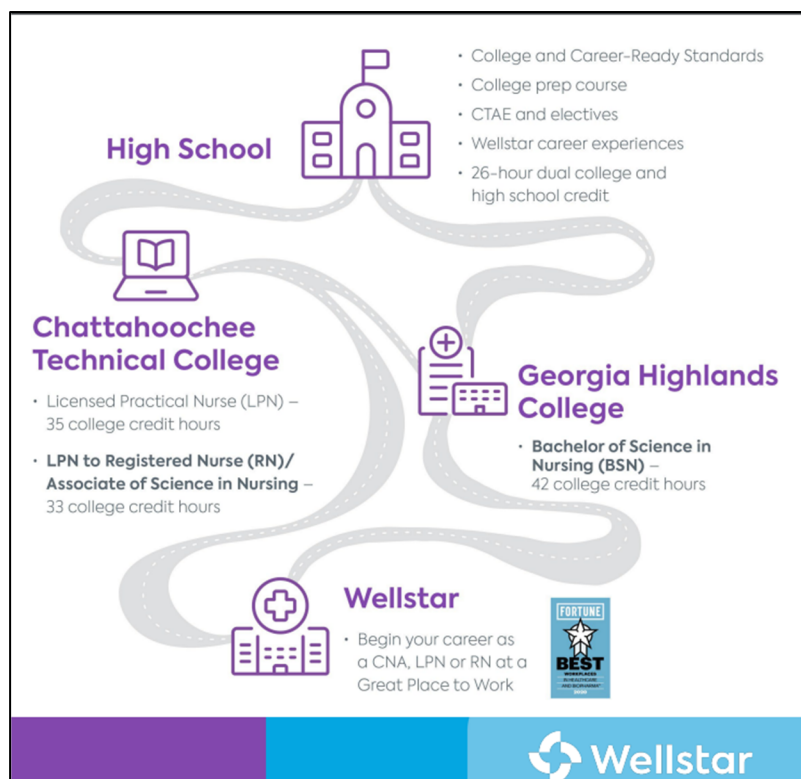 High School
• College and Career-Ready Standards
• College prep course
• CTAE and electives
• Wellstar career experiences
• 26-hour dual college and
high school credit
Chattahoochee
Technical College
• Licensed Practical Nurse (LPN) –
35 college credit hours
• LPN to Registered Nurse (RN)/
Associate of Science in Nursing –
33 college credit hours
Georgia Highlands
College
• Bachelor of Science in
Nursing (BSN) –
42 college credit hours
Wellstar
• Begin your career as
a CNA, LPN or RN at a
Great Place to Work
FORTUNE
BEST
WORKPLACES
Wellstar